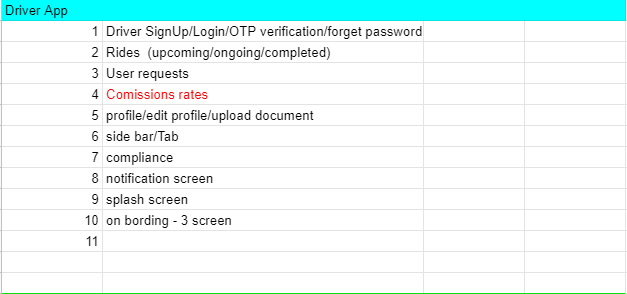 Driver App
1 Driver SignUp/Login/OTP verification/forget password
2 Rides (upcoming/ongoing/completed)
3 User requests
4 Comissions rates
5 profile/edit profile/upload document
6 side bar/Tab
7 compliance
8 notification screen
9 splash screen
10 on bording - 3 screen
11